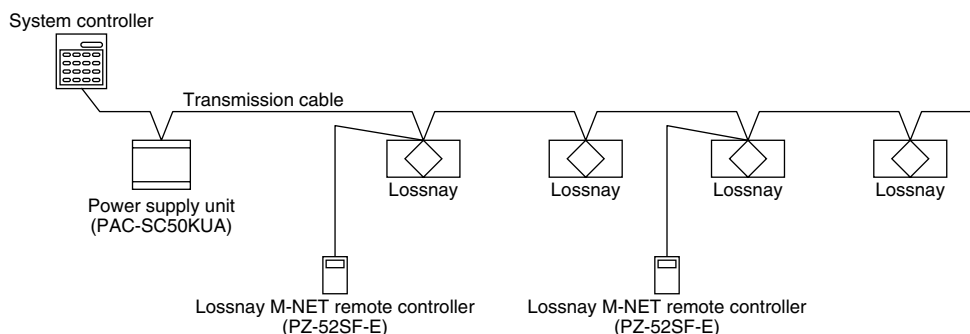 System controller
Transmission cable
Power supply unit
(PAC-SC50KUA)
Lossnay
Lossnay
Lossnay
Lossnay
Lossnay M-NET remote controller
(PZ-52SF-E)
Lossnay M-NET remote controller
(PZ-52SF-E)